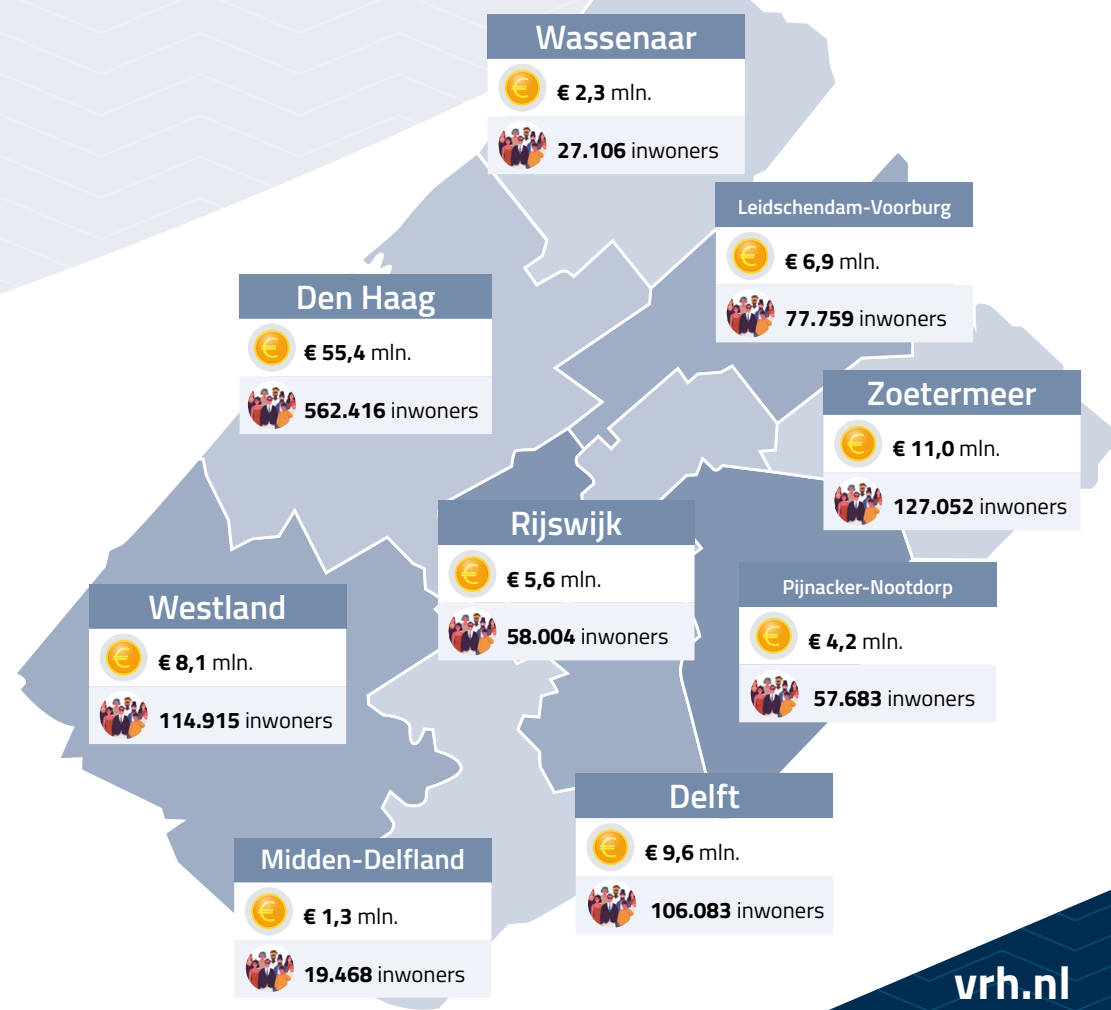 Wassenaar
€ 2,3 mln.
27.106 inwoners
Leidschendam-Voorburg
€ 6,9 mln.
77.759 inwoners
Den Haag
€ 55,4 mln.
562.416 inwoners
Zoetermeer
€ 11,0 mln.
127.052 inwoners
Rijswijk
€ 5,6 mln.
58.004 inwoners
Pijnacker-Nootdorp
€ 4,2 mln.
57.683 inwoners
Westland
€ 8,1 mln.
114.915 inwoners
Delft
€ 9,6 mln.
106.083 inwoners
Midden-Delfland
€ 1,3 mln.
19.468 inwoners
vrh.nl